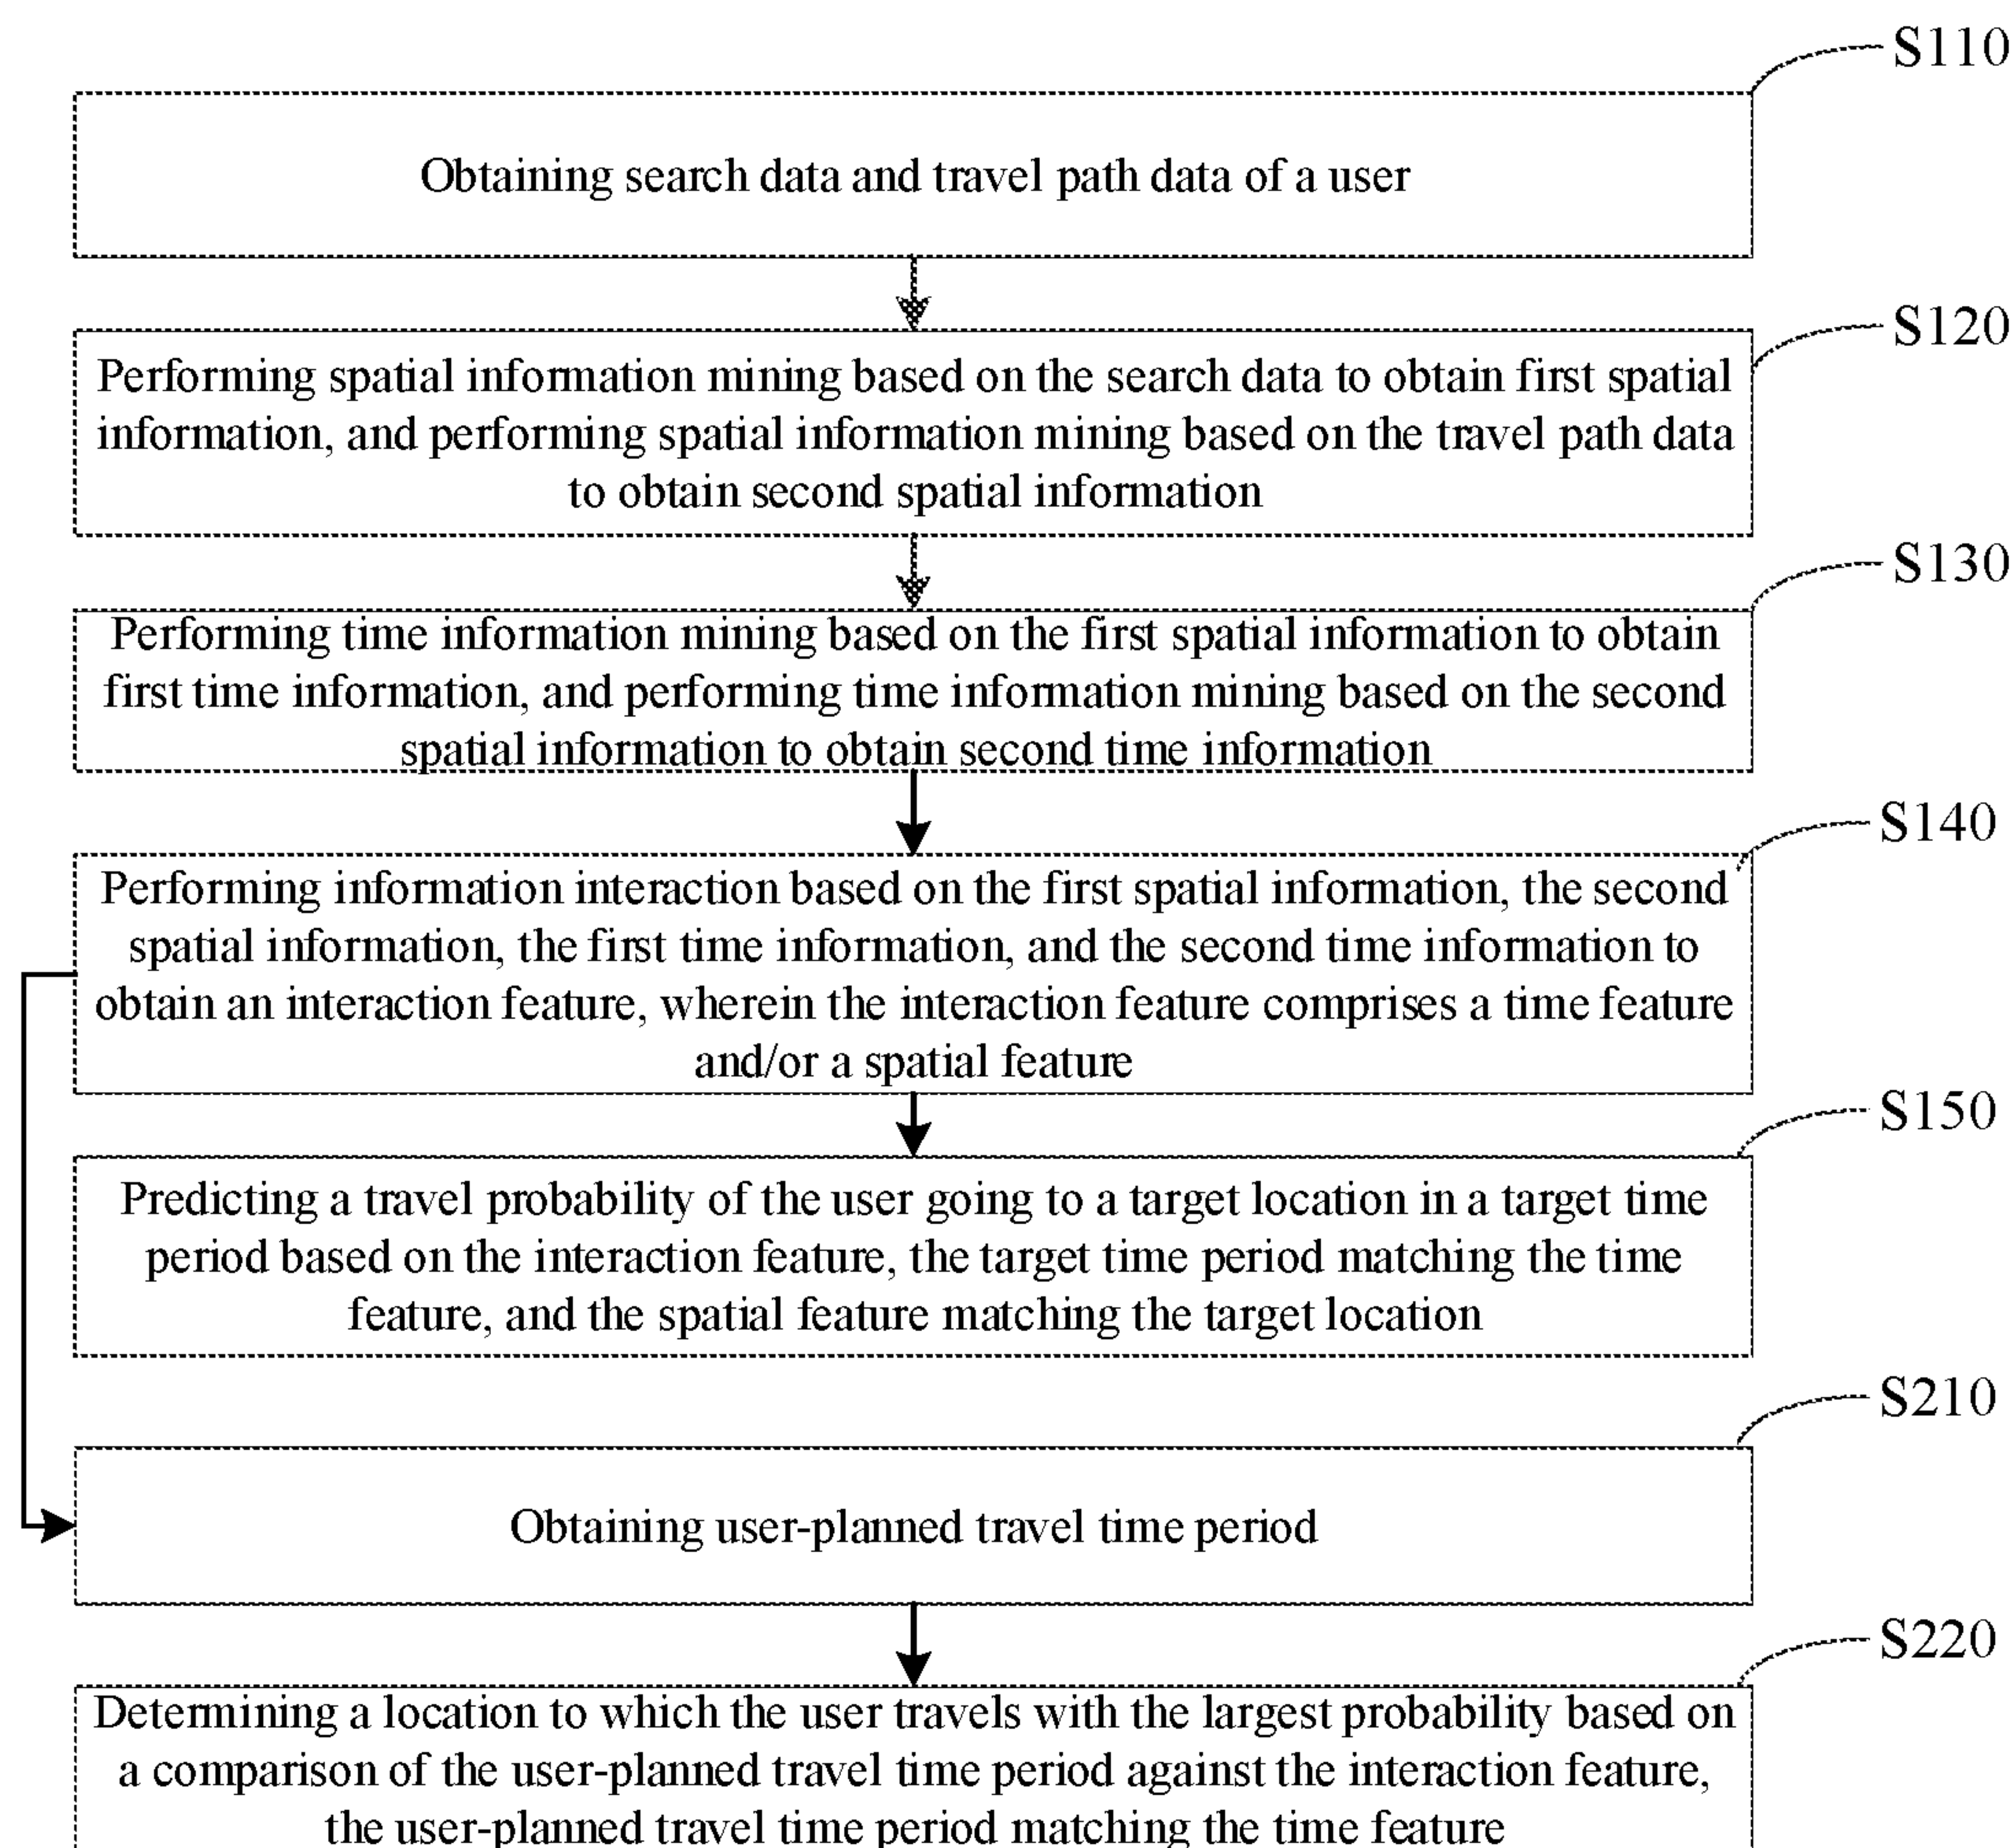 S110
Obtaining search data and travel path data of a user
S120
Performing spatial information mining based on the search data to obtain first spatial
information, and performing spatial information mining based on the travel path data
to obtain second spatial information
S130
Performing time information mining based on the first spatial information to obtain
first time information, and performing time information mining based on the second
spatial information to obtain second time information
S140
Performing information interaction based on the first spatial information, the second
spatial information, the first time information, and the second time information to
obtain an interaction feature, wherein the interaction feature comprises a time feature
and/or a spatial feature
S150
Predicting a travel probability of the user going to a target location in a target time
period based on the interaction feature, the target time period matching the time
feature, and the spatial feature matching the target location
S210
Obtaining user-planned travel time period
S220
Determining a location to which the user travels with the largest probability based on
a comparison of the user-planned travel time period against the interaction feature,
the user-planned travel time period matching the time feature